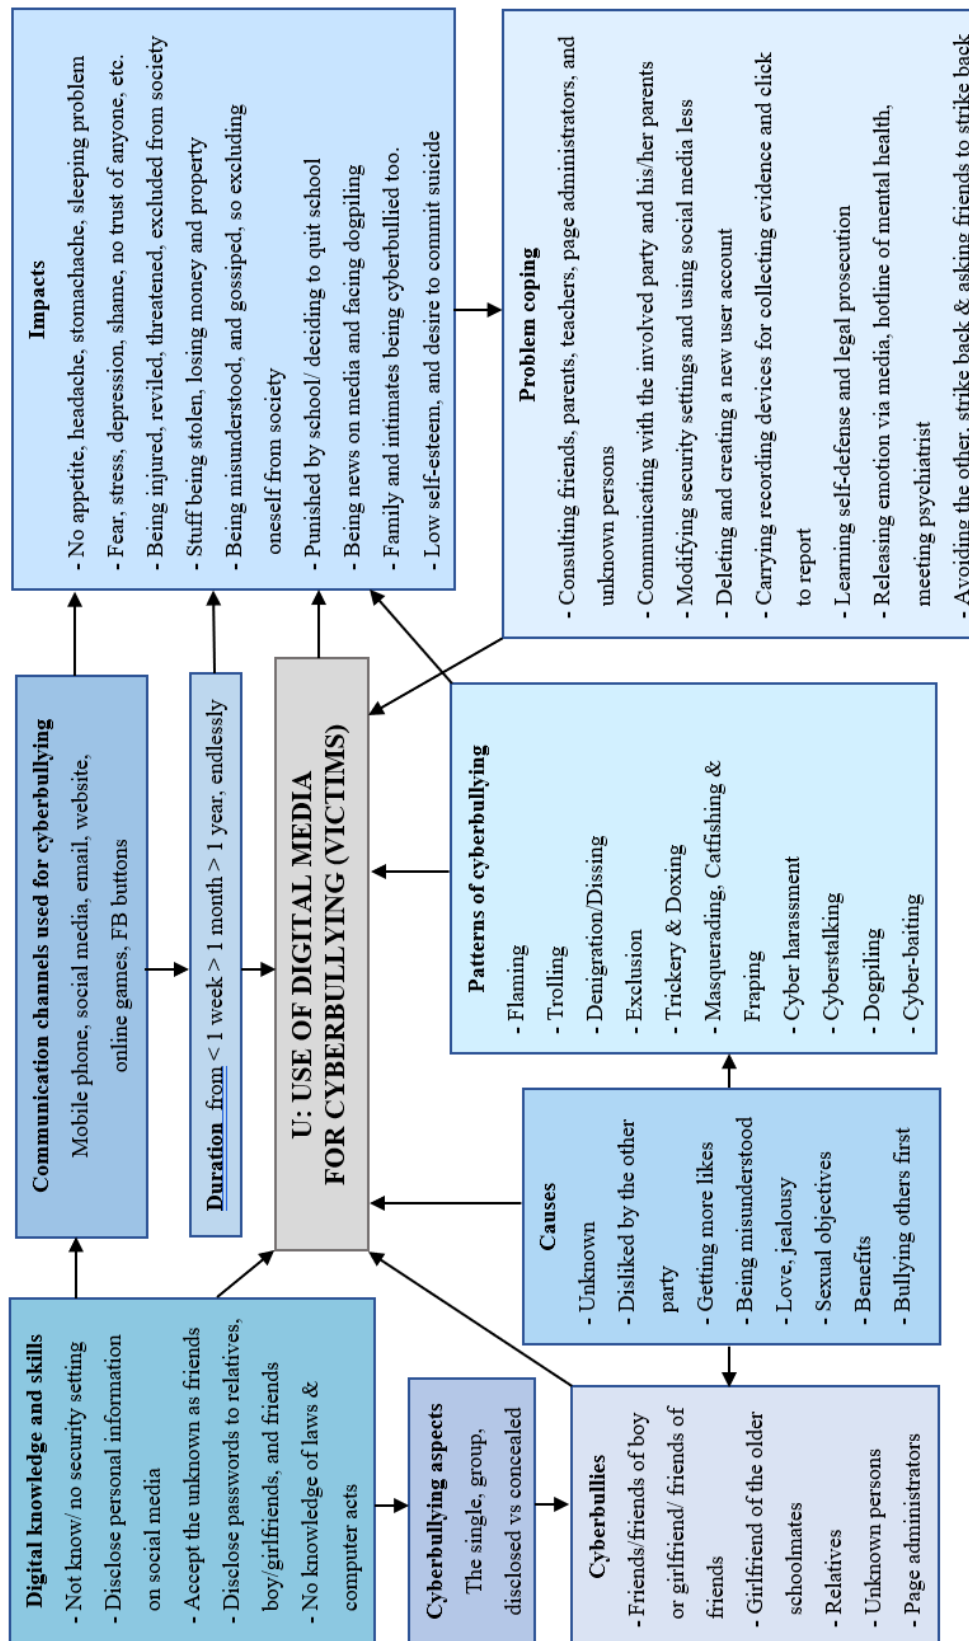 Digital knowledge and skills
- Not know/ no security setting
- Disclose personal information
on social media
- Accept the unknown as friends
- Disclose passwords to relatives,
boy/girlfriends, and friends
- No knowledge of laws &
computer acts
Communication channels used for cyberbullying
Mobile phone, social media, email, website,
online games, FB buttons
Duration from < 1 week > 1 month > 1 year, endlessly
U: USE OF DIGITAL MEDIA
FOR CYBERBULLYING (VICTIMS)
Impacts
- No appetite, headache, stomachache, sleeping problem
- Fear, stress, depression, shame, no trust of anyone, etc.
- Being injured, reviled, threatened, excluded from society
- Stuff being stolen, losing money and property
- Being misunderstood, and gossiped, so excluding
oneself from society
- Punished by school/ deciding to quit school
- Being news on media and facing dogpiling
- Family and intimates being cyberbullied too.
- Low self-esteem, and desire to commit suicide
Cyberbullying aspects
The single, group,
disclosed vs concealed
Cyberbullies
- Friends/friends of boy
or girlfriend/ friends of
friends
- Girlfriend of the older
schoolmates
- Relatives
- Unknown persons
- Page administrators
Causes
- Unknown
- Disliked by the other
party
- Getting more likes
- Being misunderstood
- Love, jealousy
- Sexual objectives
- Benefits
- Bullying others first
Patterns of cyberbullying
- Flaming
- Trolling
- Denigration/Dissing
- Exclusion
- Trickery & Doxing
- Masquerading, Catfishing &
Fraping
- Cyber harassment
- Cyberstalking
- Dogpiling
- Cyber-baiting
Problem coping
- Consulting friends, parents, teachers, page administrators, and
unknown persons
- Communicating with the involved party and his/her parents
- Modifying security settings and using social media less
- Deleting and creating a new user account
- Carrying recording devices for collecting evidence and click
to report
- Learning self-defense and legal prosecution
- Releasing emotion via media, hotline of mental health,
meeting psychiatrist
- Avoiding the other, strike back & asking friends to strike back